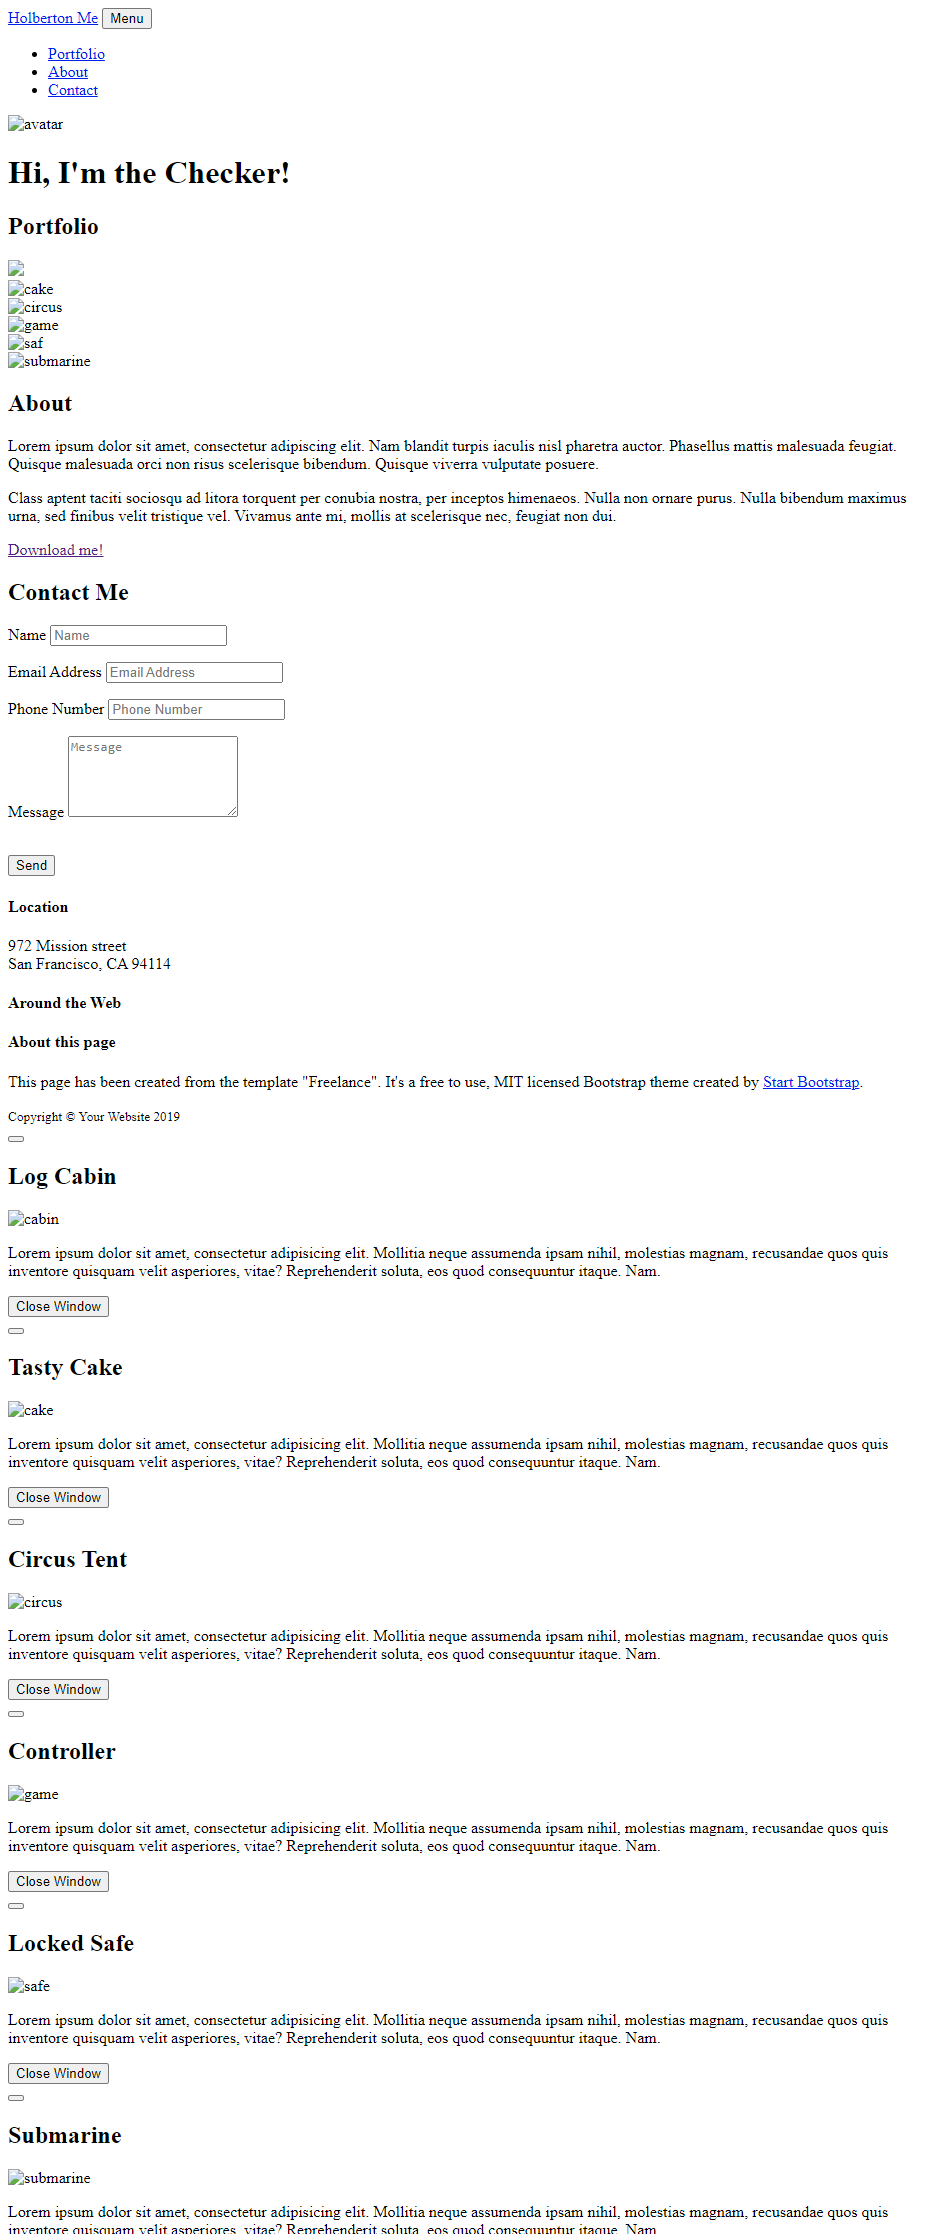 Holberton Me Menu
Portfolio
About
Contact
avatar
Hi, I'm the Checker!
Portfolio
cake
circus
game
saf
submarine
About
Lorem ipsum dolor sit amet, consectetur adipiscing elit. Nam blandit turpis iaculis nisl pharetra auctor. Phasellus mattis malesuada feugiat.
Quisque malesuada orci non risus scelerisque bibendum. Quisque viverra vulputate posuere.
Class aptent taciti sociosqu ad litora torquent per conubia nostra, per inceptos himenaeos. Nulla non ornare purus. Nulla bibendum maximus
urna, sed finibus velit tristique vel. Vivamus ante mi, mollis at scelerisque nec, feugiat non dui.
Download me!
Contact Me
Name Name
Email Address Email Address
Phone Number Phone Number
Message Message
Send
Location
972 Mission street
San Francisco, CA 94114
Around the Web
About this page
This page has been created from the template "Freelance". It's a free to use, MIT licensed Bootstrap theme created by Start Bootstrap.
Copyright © Your Website 2019
Log Cabin
cabin
Lorem ipsum dolor sit amet, consectetur adipisicing elit. Mollitia neque assumenda ipsam nihil, molestias magnam, recusandae quos quis
inventore quisquam velit asperiores, vitae? Reprehenderit soluta, eos quod consequuntur itaque. Nam.
Close Window
Tasty Cake
cake
Lorem ipsum dolor sit amet, consectetur adipisicing elit. Mollitia neque assumenda ipsam nihil, molestias magnam, recusandae quos quis
inventore quisquam velit asperiores, vitae? Reprehenderit soluta, eos quod consequuntur itaque. Nam.
Close Window
Circus Tent
circus
Lorem ipsum dolor sit amet, consectetur adipisicing elit. Mollitia neque assumenda ipsam nihil, molestias magnam, recusandae quos quis
inventore quisquam velit asperiores, vitae? Reprehenderit soluta, eos quod consequuntur itaque. Nam.
Close Window
Controller
game
Lorem ipsum dolor sit amet, consectetur adipisicing elit. Mollitia neque assumenda ipsam nihil, molestias magnam, recusandae quos quis
inventore quisquam velit asperiores, vitae? Reprehenderit soluta, eos quod consequuntur itaque. Nam.
Close Window
Locked Safe
safe
Lorem ipsum dolor sit amet, consectetur adipisicing elit. Mollitia neque assumenda ipsam nihil, molestias magnam, recusandae quos quis
inventore quisquam velit asperiores, vitae? Reprehenderit soluta, eos quod consequuntur itaque. Nam.
Close Window
Submarine
submarine
Lorem ipsum dolor sit amet, consectetur adipisicing elit. Mollitia neque assumenda ipsam nihil, molestias magnam, recusandae quos quis
inventore quisquam velit asperiores, vitae? Reprehenderit soluta, eos quod consequuntur itaque. Nam.